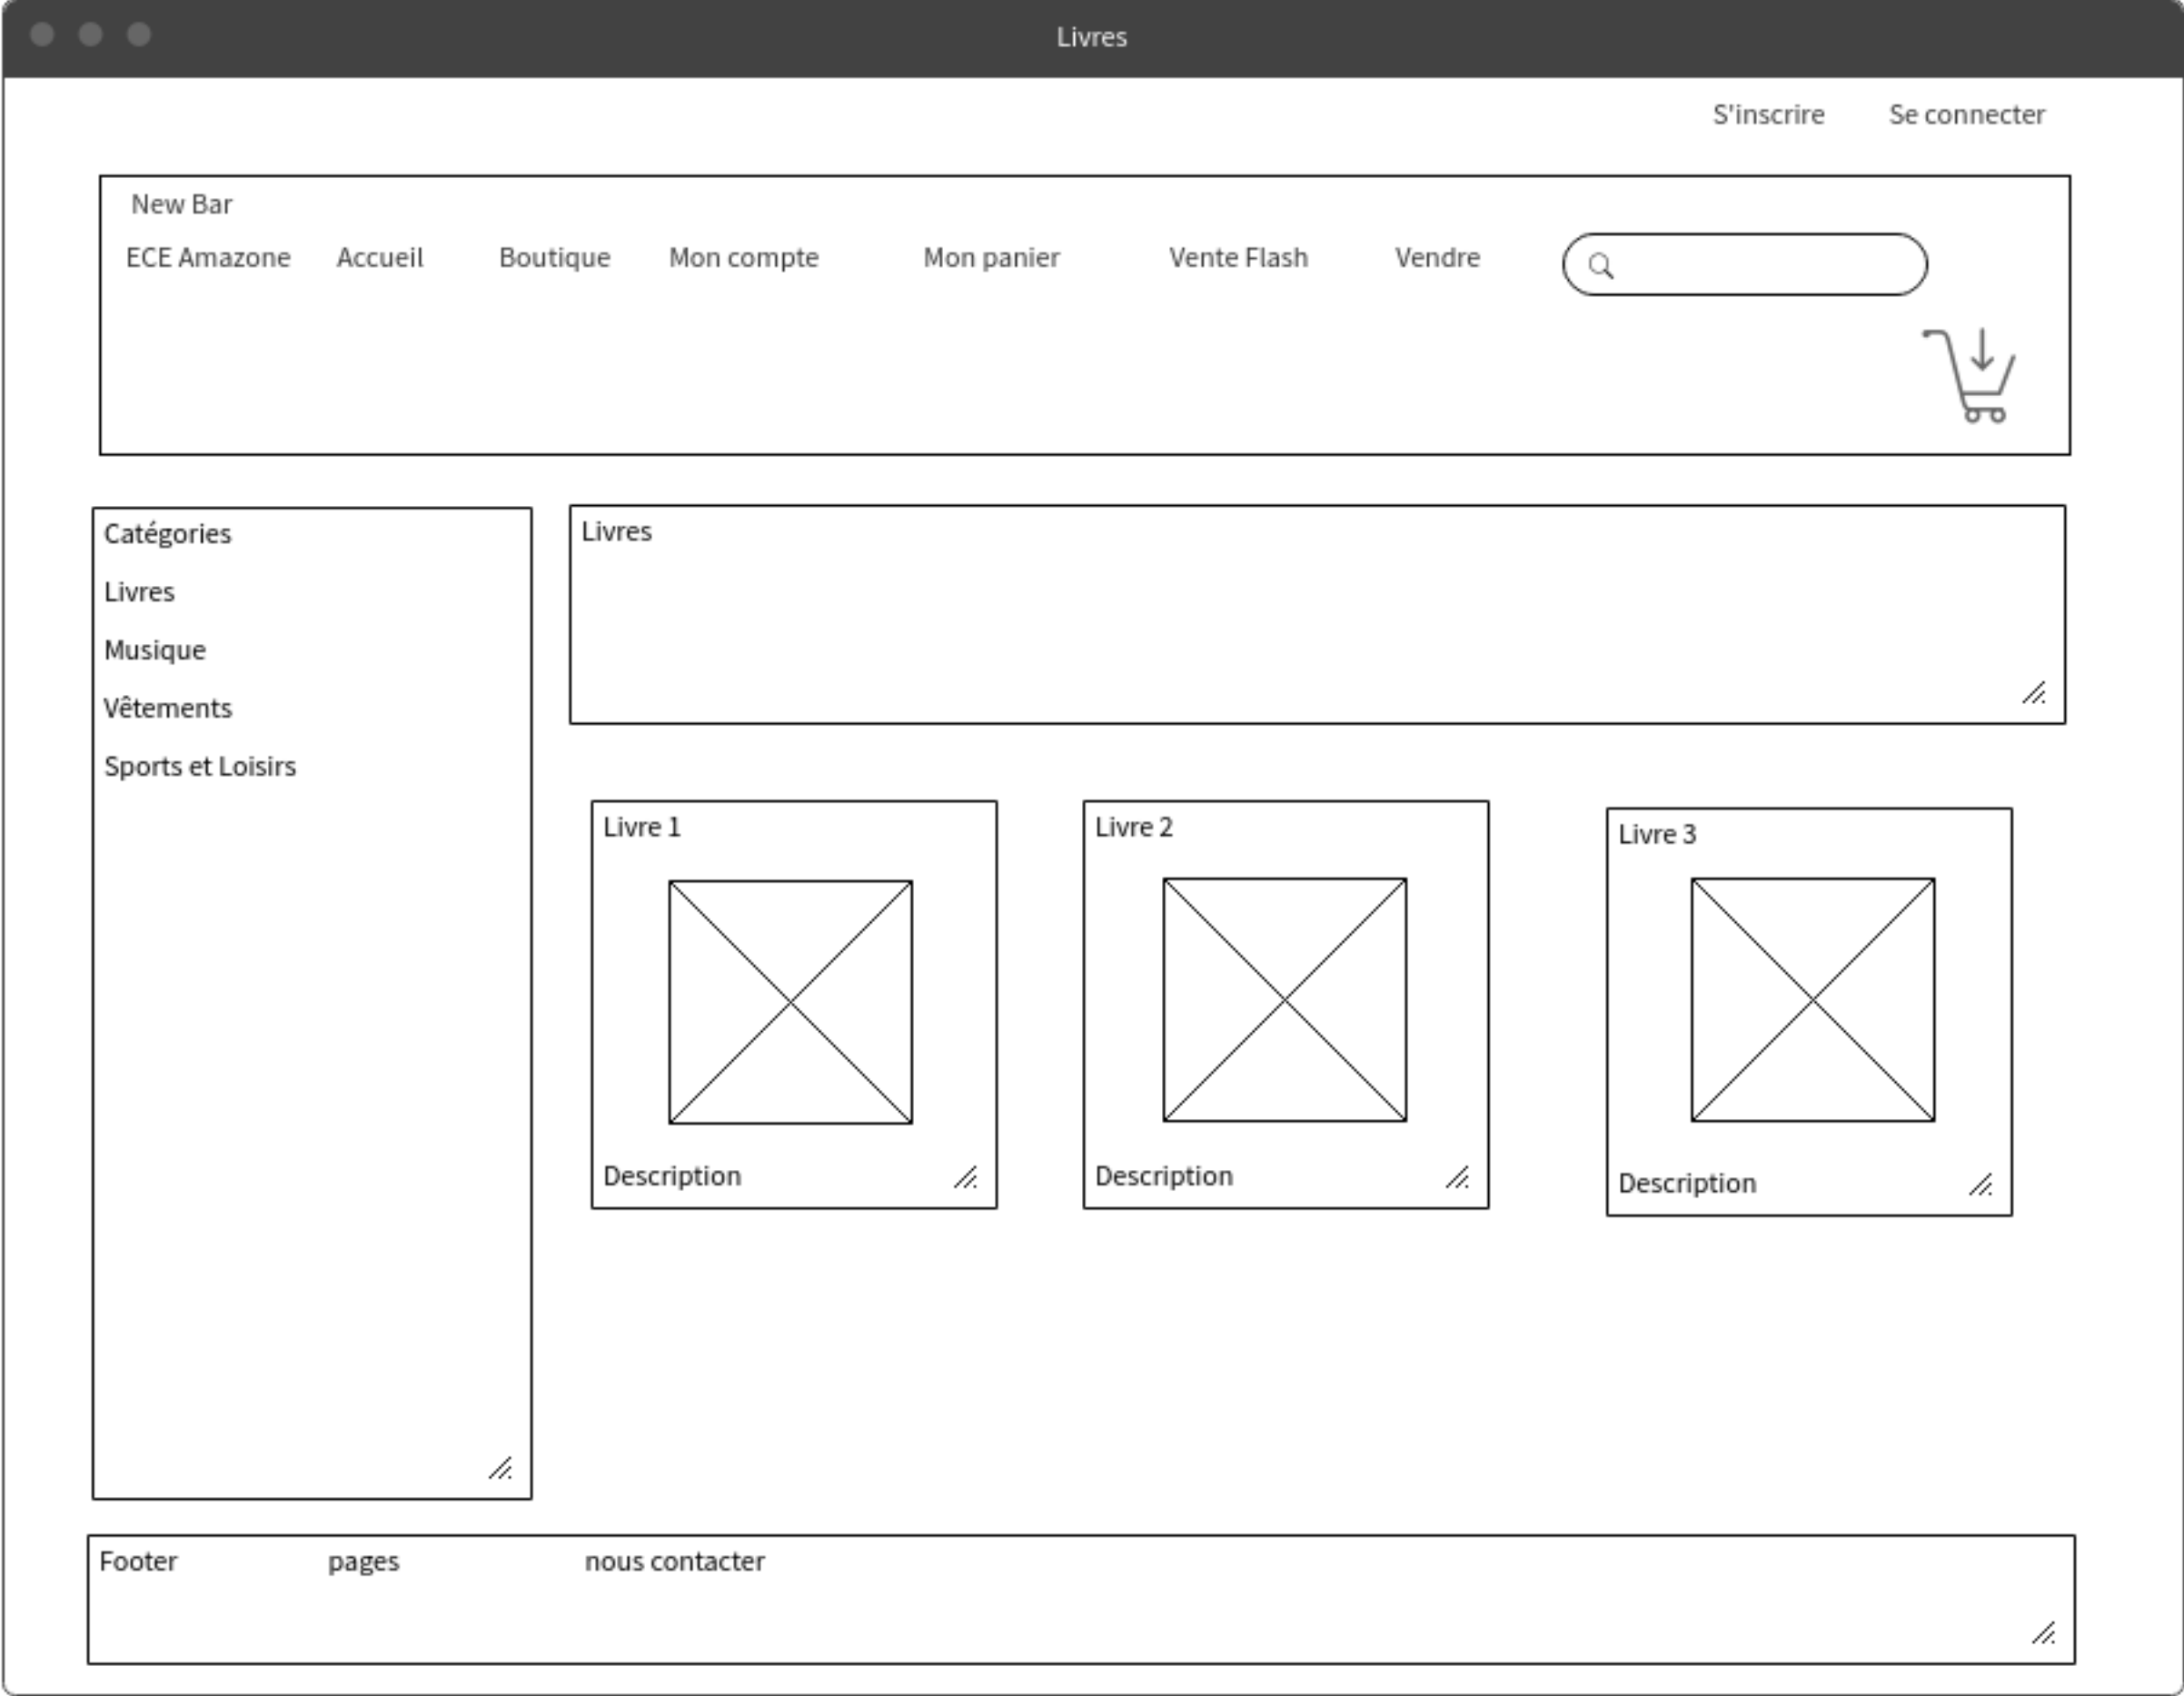 Livres
S'inscrire Se connecter
New Bar
ECE Amazone Accueil Boutique Mon compte Mon panier Vente Flash Vendre
Catégories
Livres
Musique
Vêtements
Sports et Loisirs
Livres
Livre 1
Description
Livre 2
Description
Livre 3
Description
Footer pages nous contacter